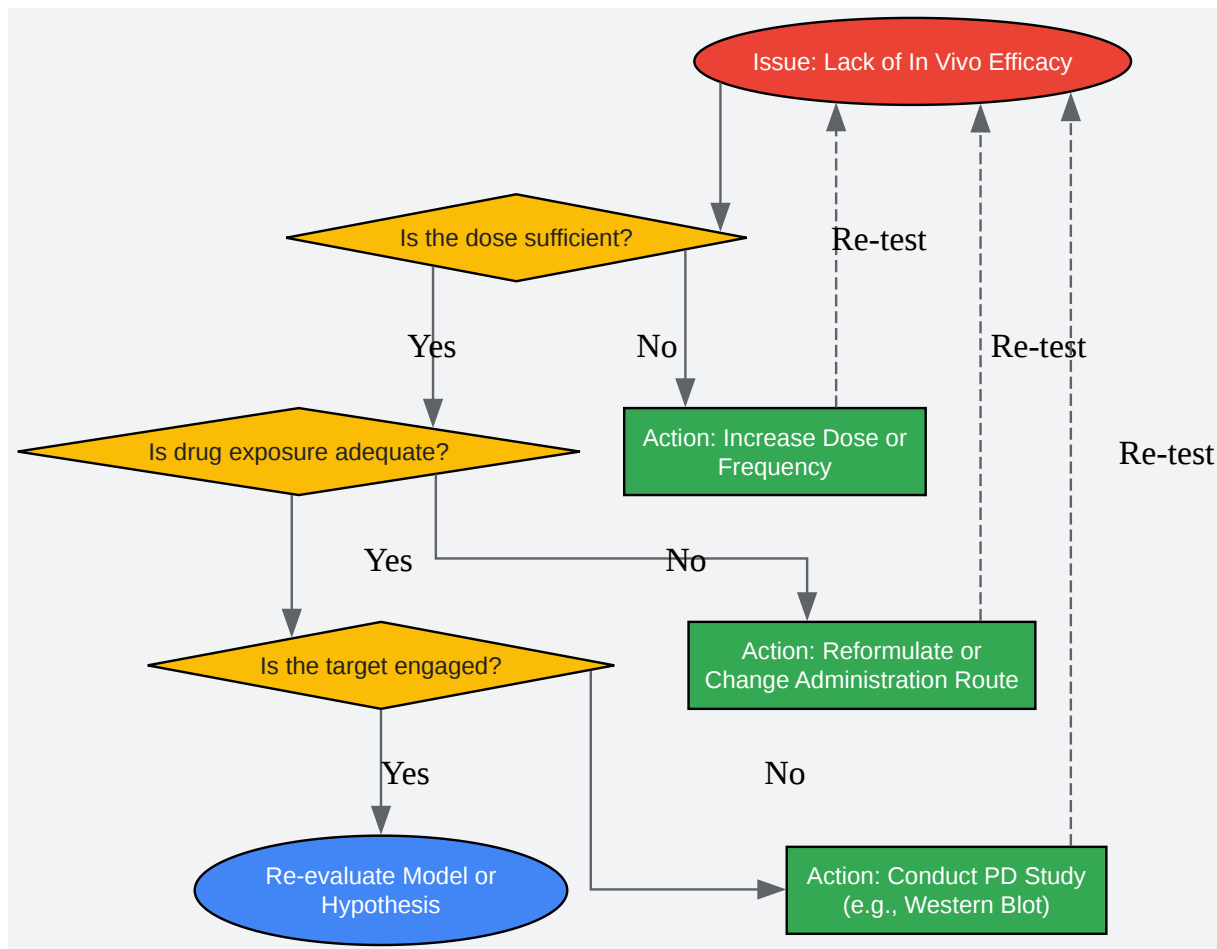 Issue: Lack of In Vivo Efficacy
Is the dose sufficient?
Re-test
Yes
No
Re-test
Action: Increase Dose or
Frequency
Is drug exposure adequate?
Re-test
Yes
No
Action: Reformulate or
Change Administration Route
Is the target engaged?
Yes
No
Re-evaluate Model or
Hypothesis
Action: Conduct PD Study
(e.g., Western Blot)